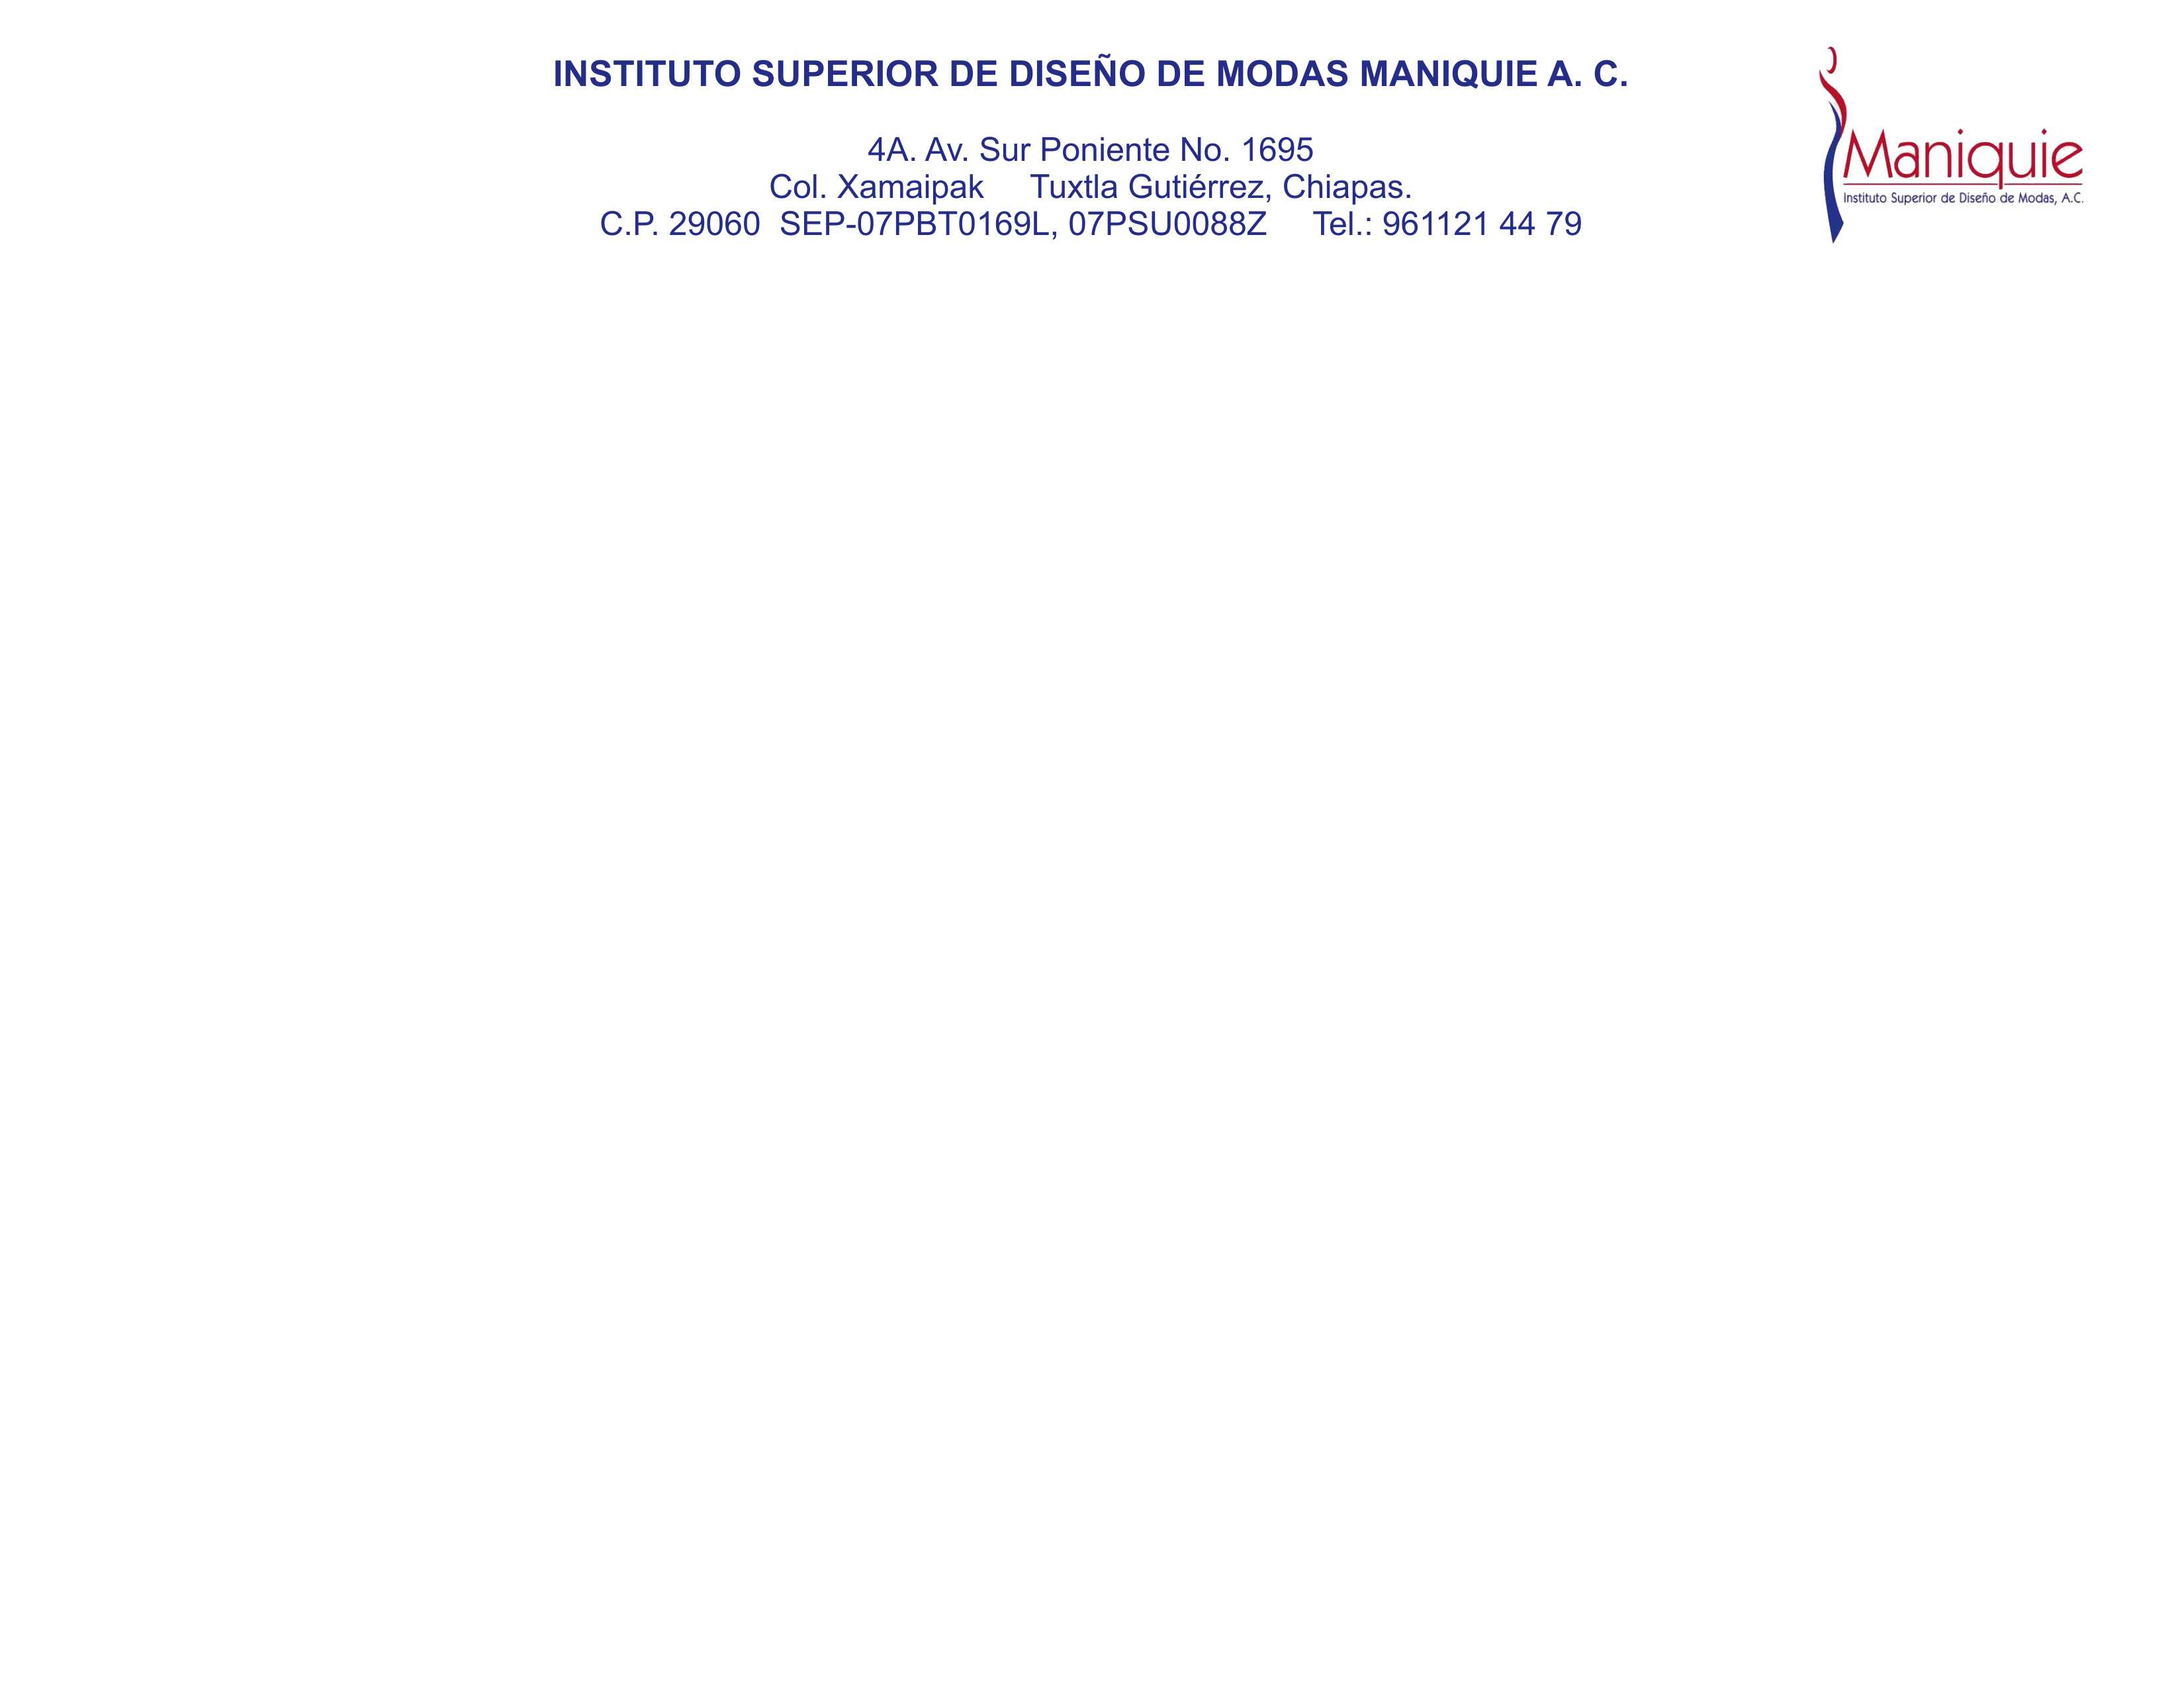 INSTITUTO SUPERIOR DE DISEÑO DE MODAS MANIQUIE A. C.
4A. Av. Sur Poniente No. 1695
Col. Xamaipak Tuxtla Gutiérrez, Chiapas.
C.P. 29060 SEP-07PBT0169L, 07PSU0088Z Tel.: 961121 44 79
Maniquie
Instituto Superior de Diseño de Modas, A.C.